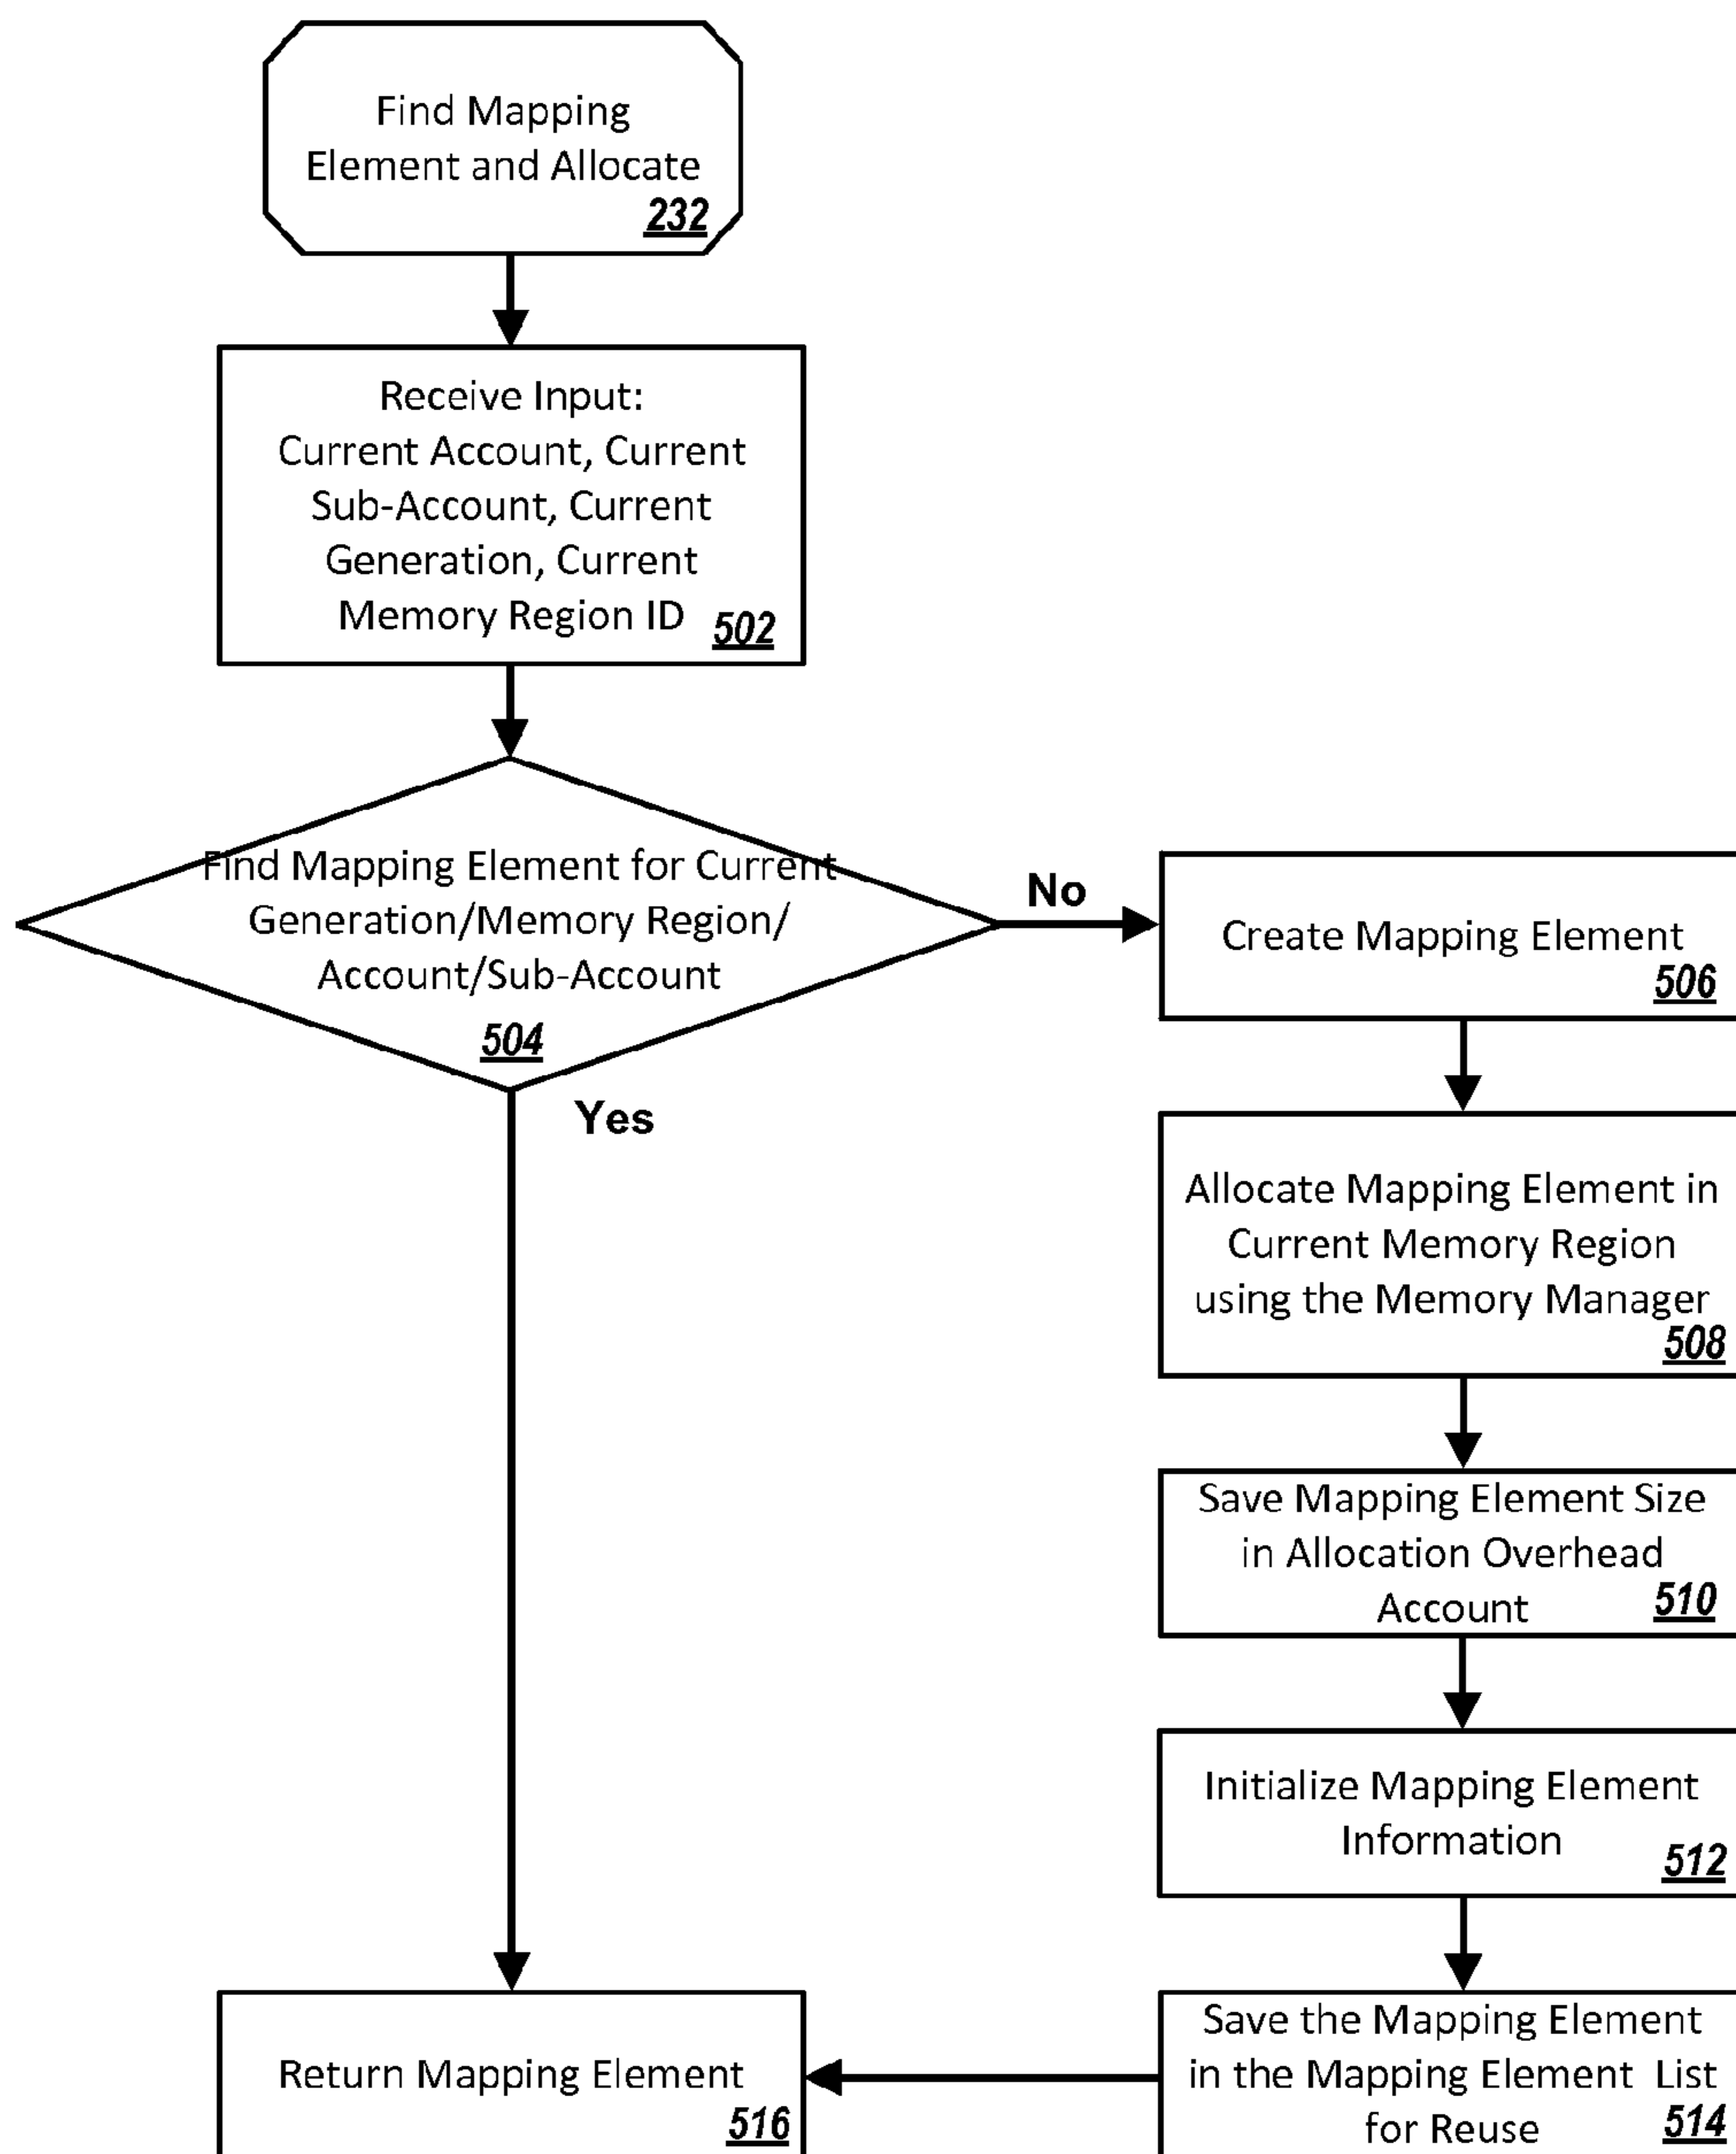 Find Mapping
Element and Allocate
232
Receive Input:
Current Account, Current
Sub-Account, Current
Generation, Current
Memory Region ID
502
Find Mapping Element for Current
Generation/Memory Region/
Account/Sub-Account
504
No
Yes
Create Mapping Element
506
Allocate Mapping Element in
Current Memory Region
using the Memory Manager
508
Save Mapping Element Size
in Allocation Overhead
Account
510
Initialize Mapping Element
Information
512
Save the Mapping Element
in the Mapping Element List
for Reuse
514
Return Mapping Element
516